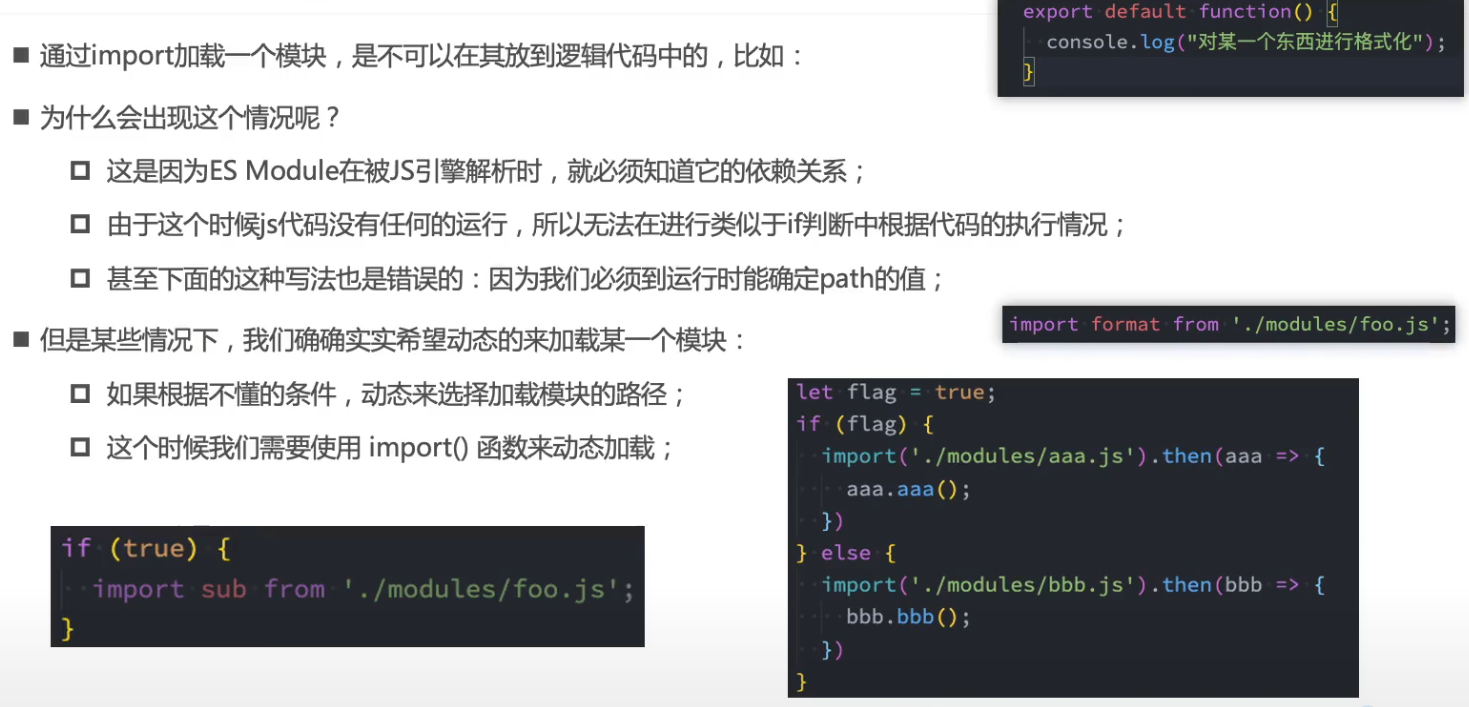 export default function() {
console.log("对某一个东西进行格式化");
}
■ 通过import加载一个模块，是不可以在其放到逻辑代码中的，比如：
■ 为什么会出现这个情况呢？
这是因为ES Module在被JS引擎解析时，就必须知道它的依赖关系；
由于这个时候js代码没有任何的运行，所以无法在进行类似于if判断中根据代码的执行情况；
甚至下面的这种写法也是错误的：因为我们必须到运行时能确定path的值；
import format from './modules/foo.js';
■ 但是某些情况下，我们确确实实希望动态的来加载某一个模块：
如果根据不懂的条件，动态来选择加载模块的路径；
这个时候我们需要使用 import() 函数来动态加载；
if (true) {
import sub from './modules/foo.js';
}
let flag = true;
if (flag) {
import('./modules/aaa.js').then(aaa => {
aaa.aaa();
})
} else {
import('./modules/bbb.js').then(bbb => {
bbb.bbb();
})
}